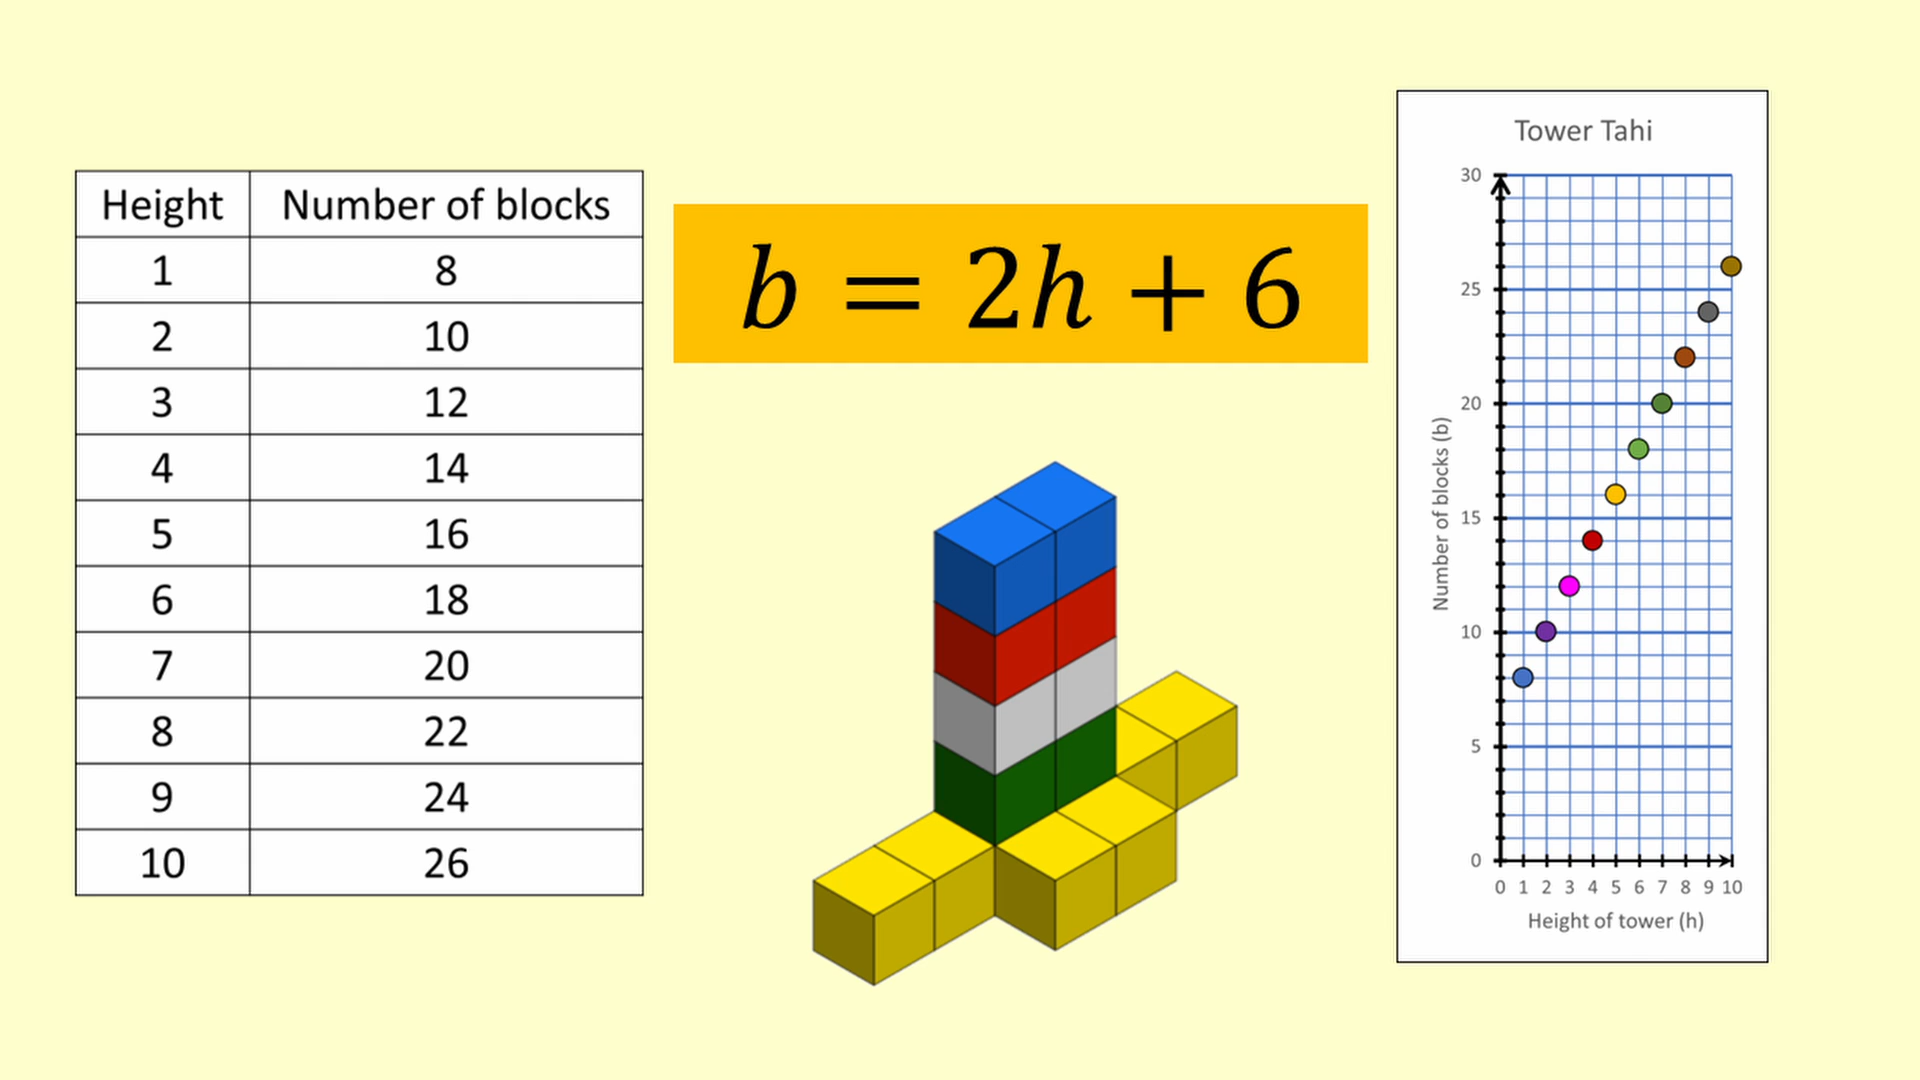 Height Number of blocks
1 8
2 10
3 12
4 14
5 16
6 18
7 20
8 22
9 24
10 26
b = 2h + 6
Tower Tahi
30
25
20
15
10
5
0
Number of blocks (b)
0 1 2 3 4 5 6 7 8 9 10
Height of tower (h)